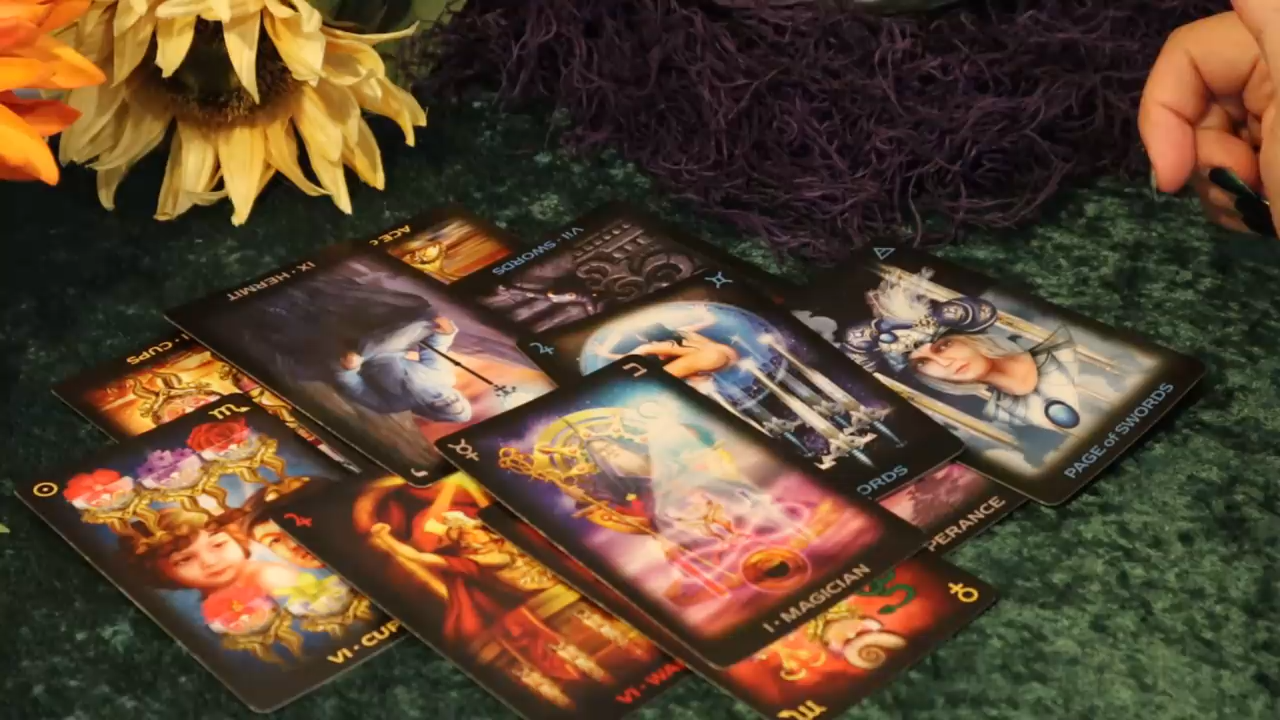 ACE
IX · HERMIT
VII · SWORDS
I · CUPS
PAGE of SWORDS
ORDS
PERANCE
I · MAGICIAN
VI · CUP
VI · WA